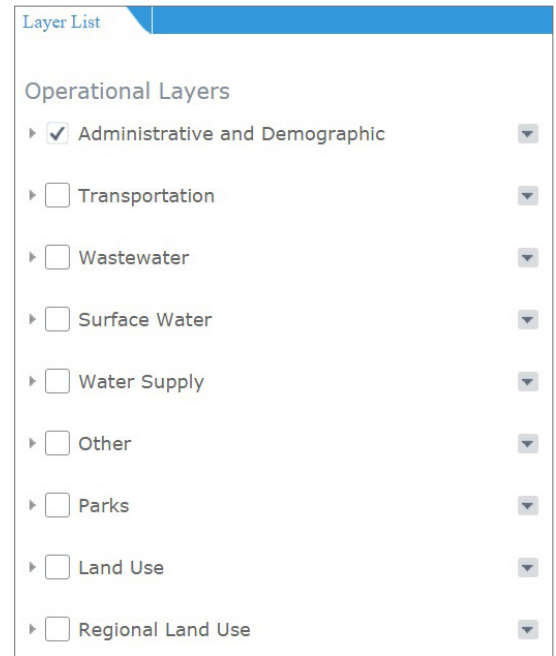 Layer List
Operational Layers
Administrative and Demographic
Transportation
Wastewater
Surface Water
Water Supply
Other
Parks
Land Use
Regional Land Use